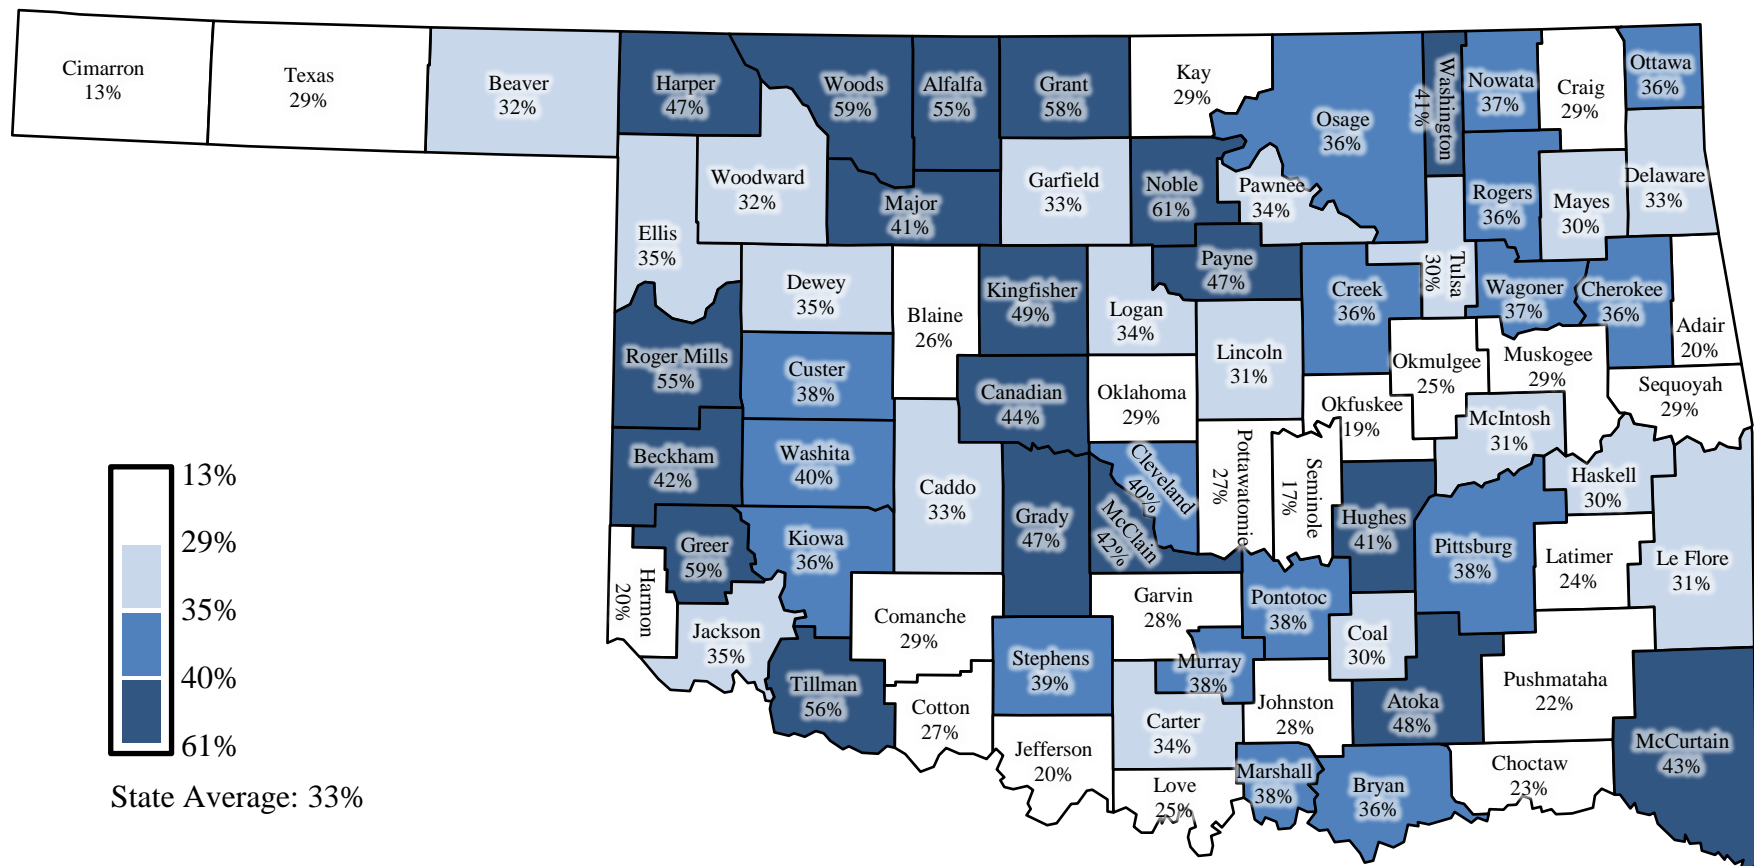 Cimarron
13%
Texas
29%
Beaver
32%
Harper
47%
Woods
59%
Alfalfa
55%
Grant
58%
Kay
29%
Osage
36%
Washington
41%
Nowata
37%
Craig
29%
Ottawa
36%
Woodward
32%
Major
41%
Garfield
33%
Noble
61%
Pawnee
34%
Rogers
36%
Mayes
30%
Delaware
33%
Ellis
35%
Dewey
35%
Blaine
26%
Kingfisher
49%
Logan
34%
Payne
47%
Creek
36%
Tulsa
30%
Wagoner
37%
Cherokee
36%
Adair
20%
Roger Mills
55%
Custer
38%
Canadian
44%
Oklahoma
29%
Lincoln
31%
Okmulgee
25%
Muskogee
29%
Sequoyah
29%
Okfuskee
19%
McIntosh
31%
Beckham
42%
Washita
40%
Caddo
33%
Grady
47%
Cleveland
40%
McClain
42%
Pottawatomie
27%
Seminole
17%
Hughes
41%
Pittsburg
38%
Haskell
30%
Latimer
24%
Le Flore
31%
Greer
59%
Kiowa
36%
Harmon
20%
Jackson
35%
Comanche
29%
Garvin
28%
Pontotoc
38%
Coal
30%
Tillman
56%
Cotton
27%
Stephens
39%
Murray
38%
Johnston
28%
Atoka
48%
Pushmataha
22%
Carter
34%
Jefferson
20%
Love
25%
Marshall
38%
Bryan
36%
Choctaw
23%
McCurtain
43%
13%
29%
35%
40%
61%
State Average: 33%